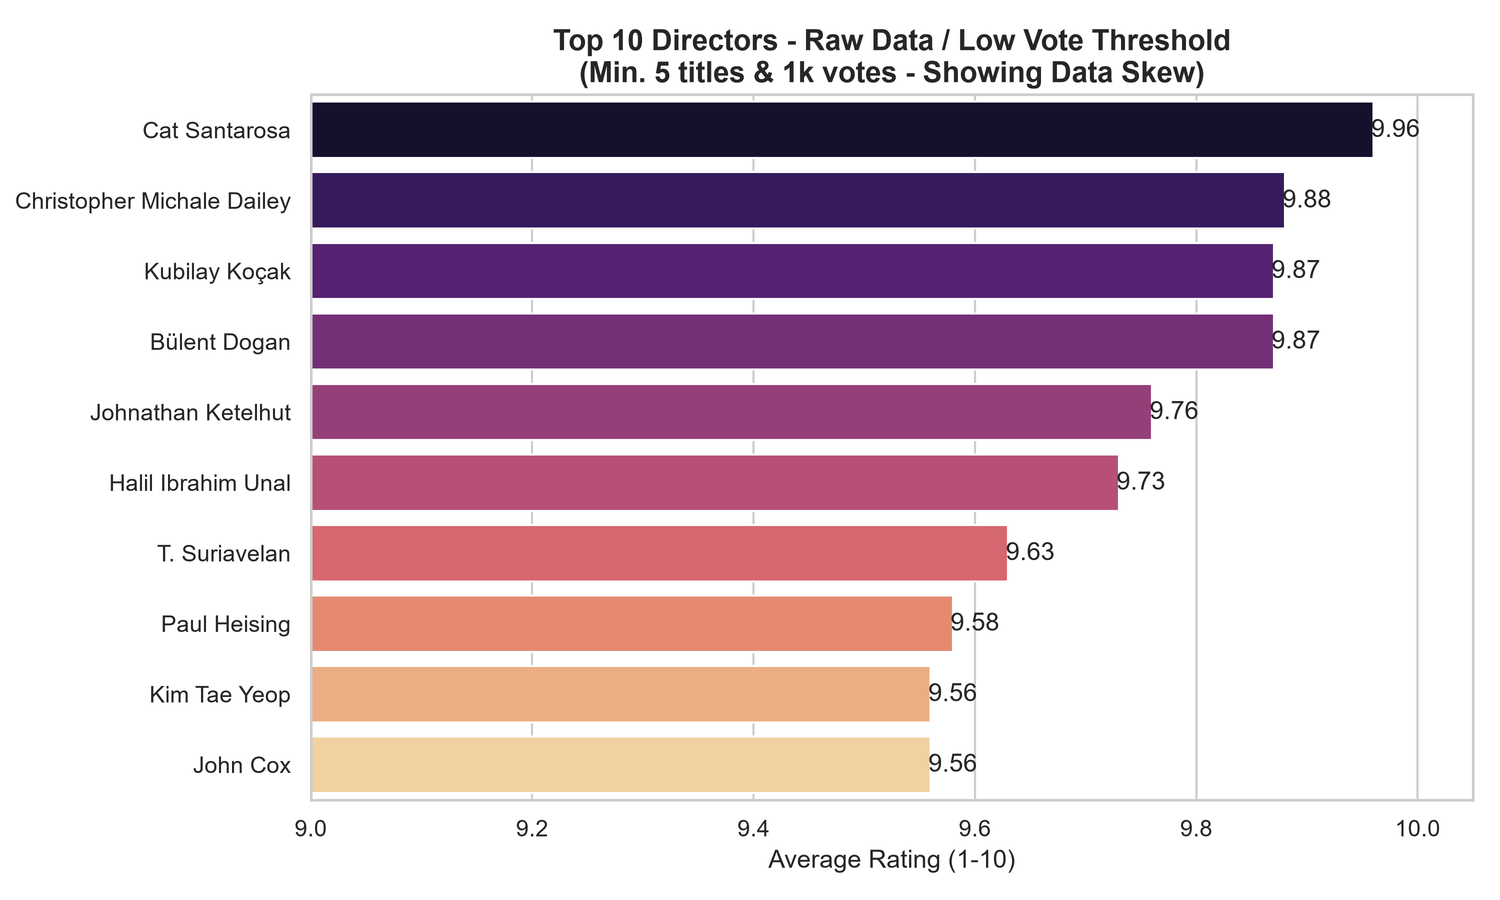 Top 10 Directors - Raw Data / Low Vote Threshold
(Min. 5 titles & 1k votes - Showing Data Skew)
Cat Santarosa 9.96
Christopher Michale Dailey 9.88
Kubilay Koçak 9.87
Bülent Dogan 9.87
Johnathan Ketelhut 9.76
Halil Ibrahim Unal 9.73
T. Suriavelan 9.63
Paul Heising 9.58
Kim Tae Yeop 9.56
John Cox 9.56
9.0 9.2 9.4 9.6 9.8 10.0
Average Rating (1-10)